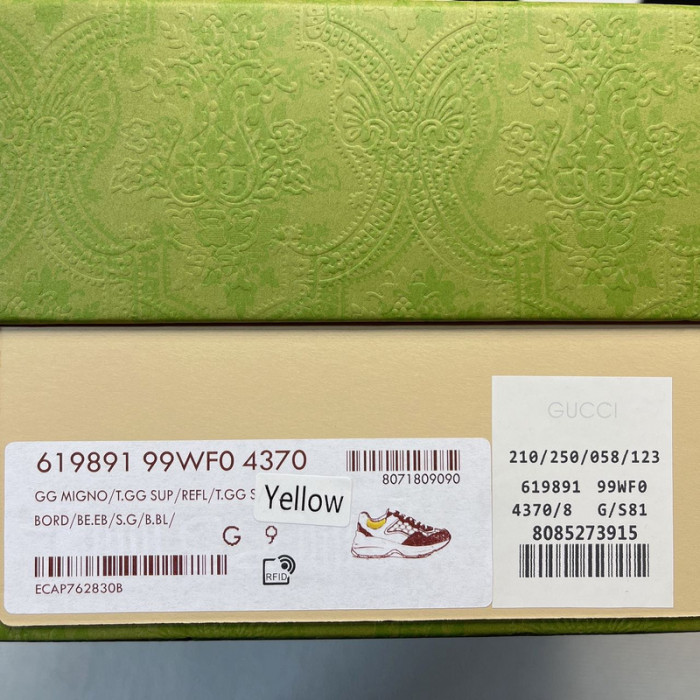 619891 99WF0 4370
8071809090
GG MIGNO/T.GG SUP/REFL/T.GG S
Yellow
BORD/BE.EB/S.G/B.BL/
G 9
RFID
ECAP762830B
GUCCI
210/250/058/123
619891 99WF0
4370/8 G/S81
8085273915